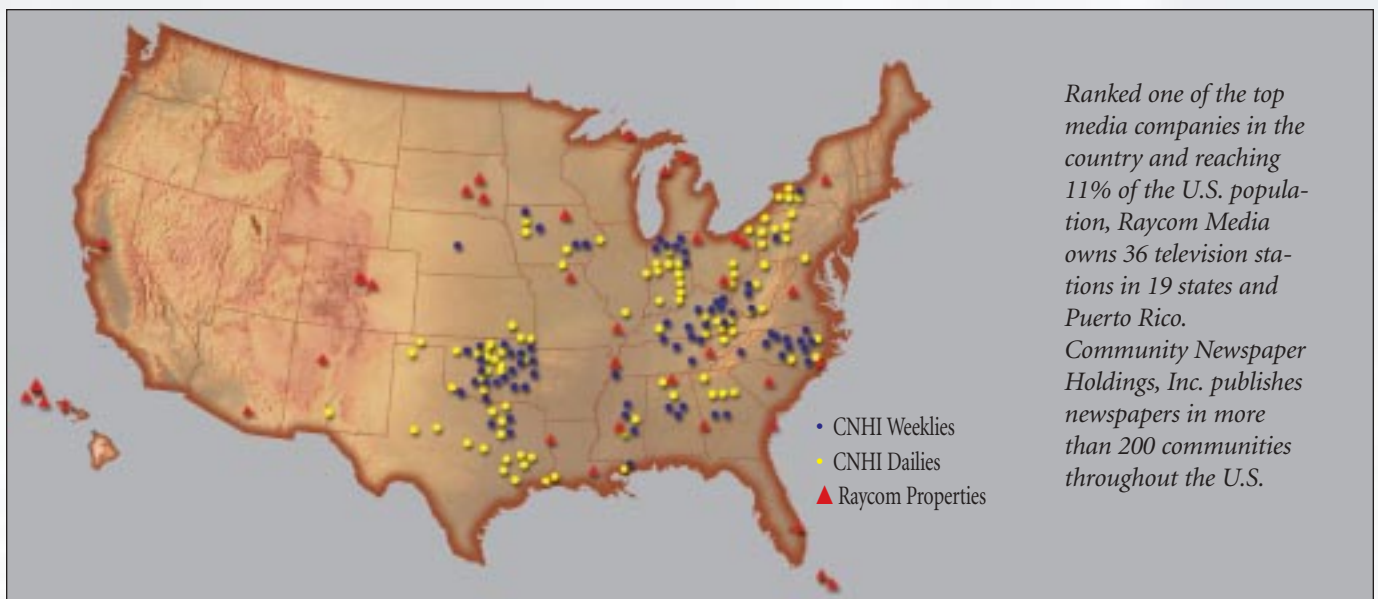 Ranked one of the top
media companies in the
country and reaching
11% of the U.S. popula-
tion, Raycom Media
owns 36 television sta-
tions in 19 states and
Puerto Rico.
Community Newspaper
Holdings, Inc. publishes
newspapers in more
than 200 communities
throughout the U.S.
CNHI Weeklies
CNHI Dailies
Raycom Properties